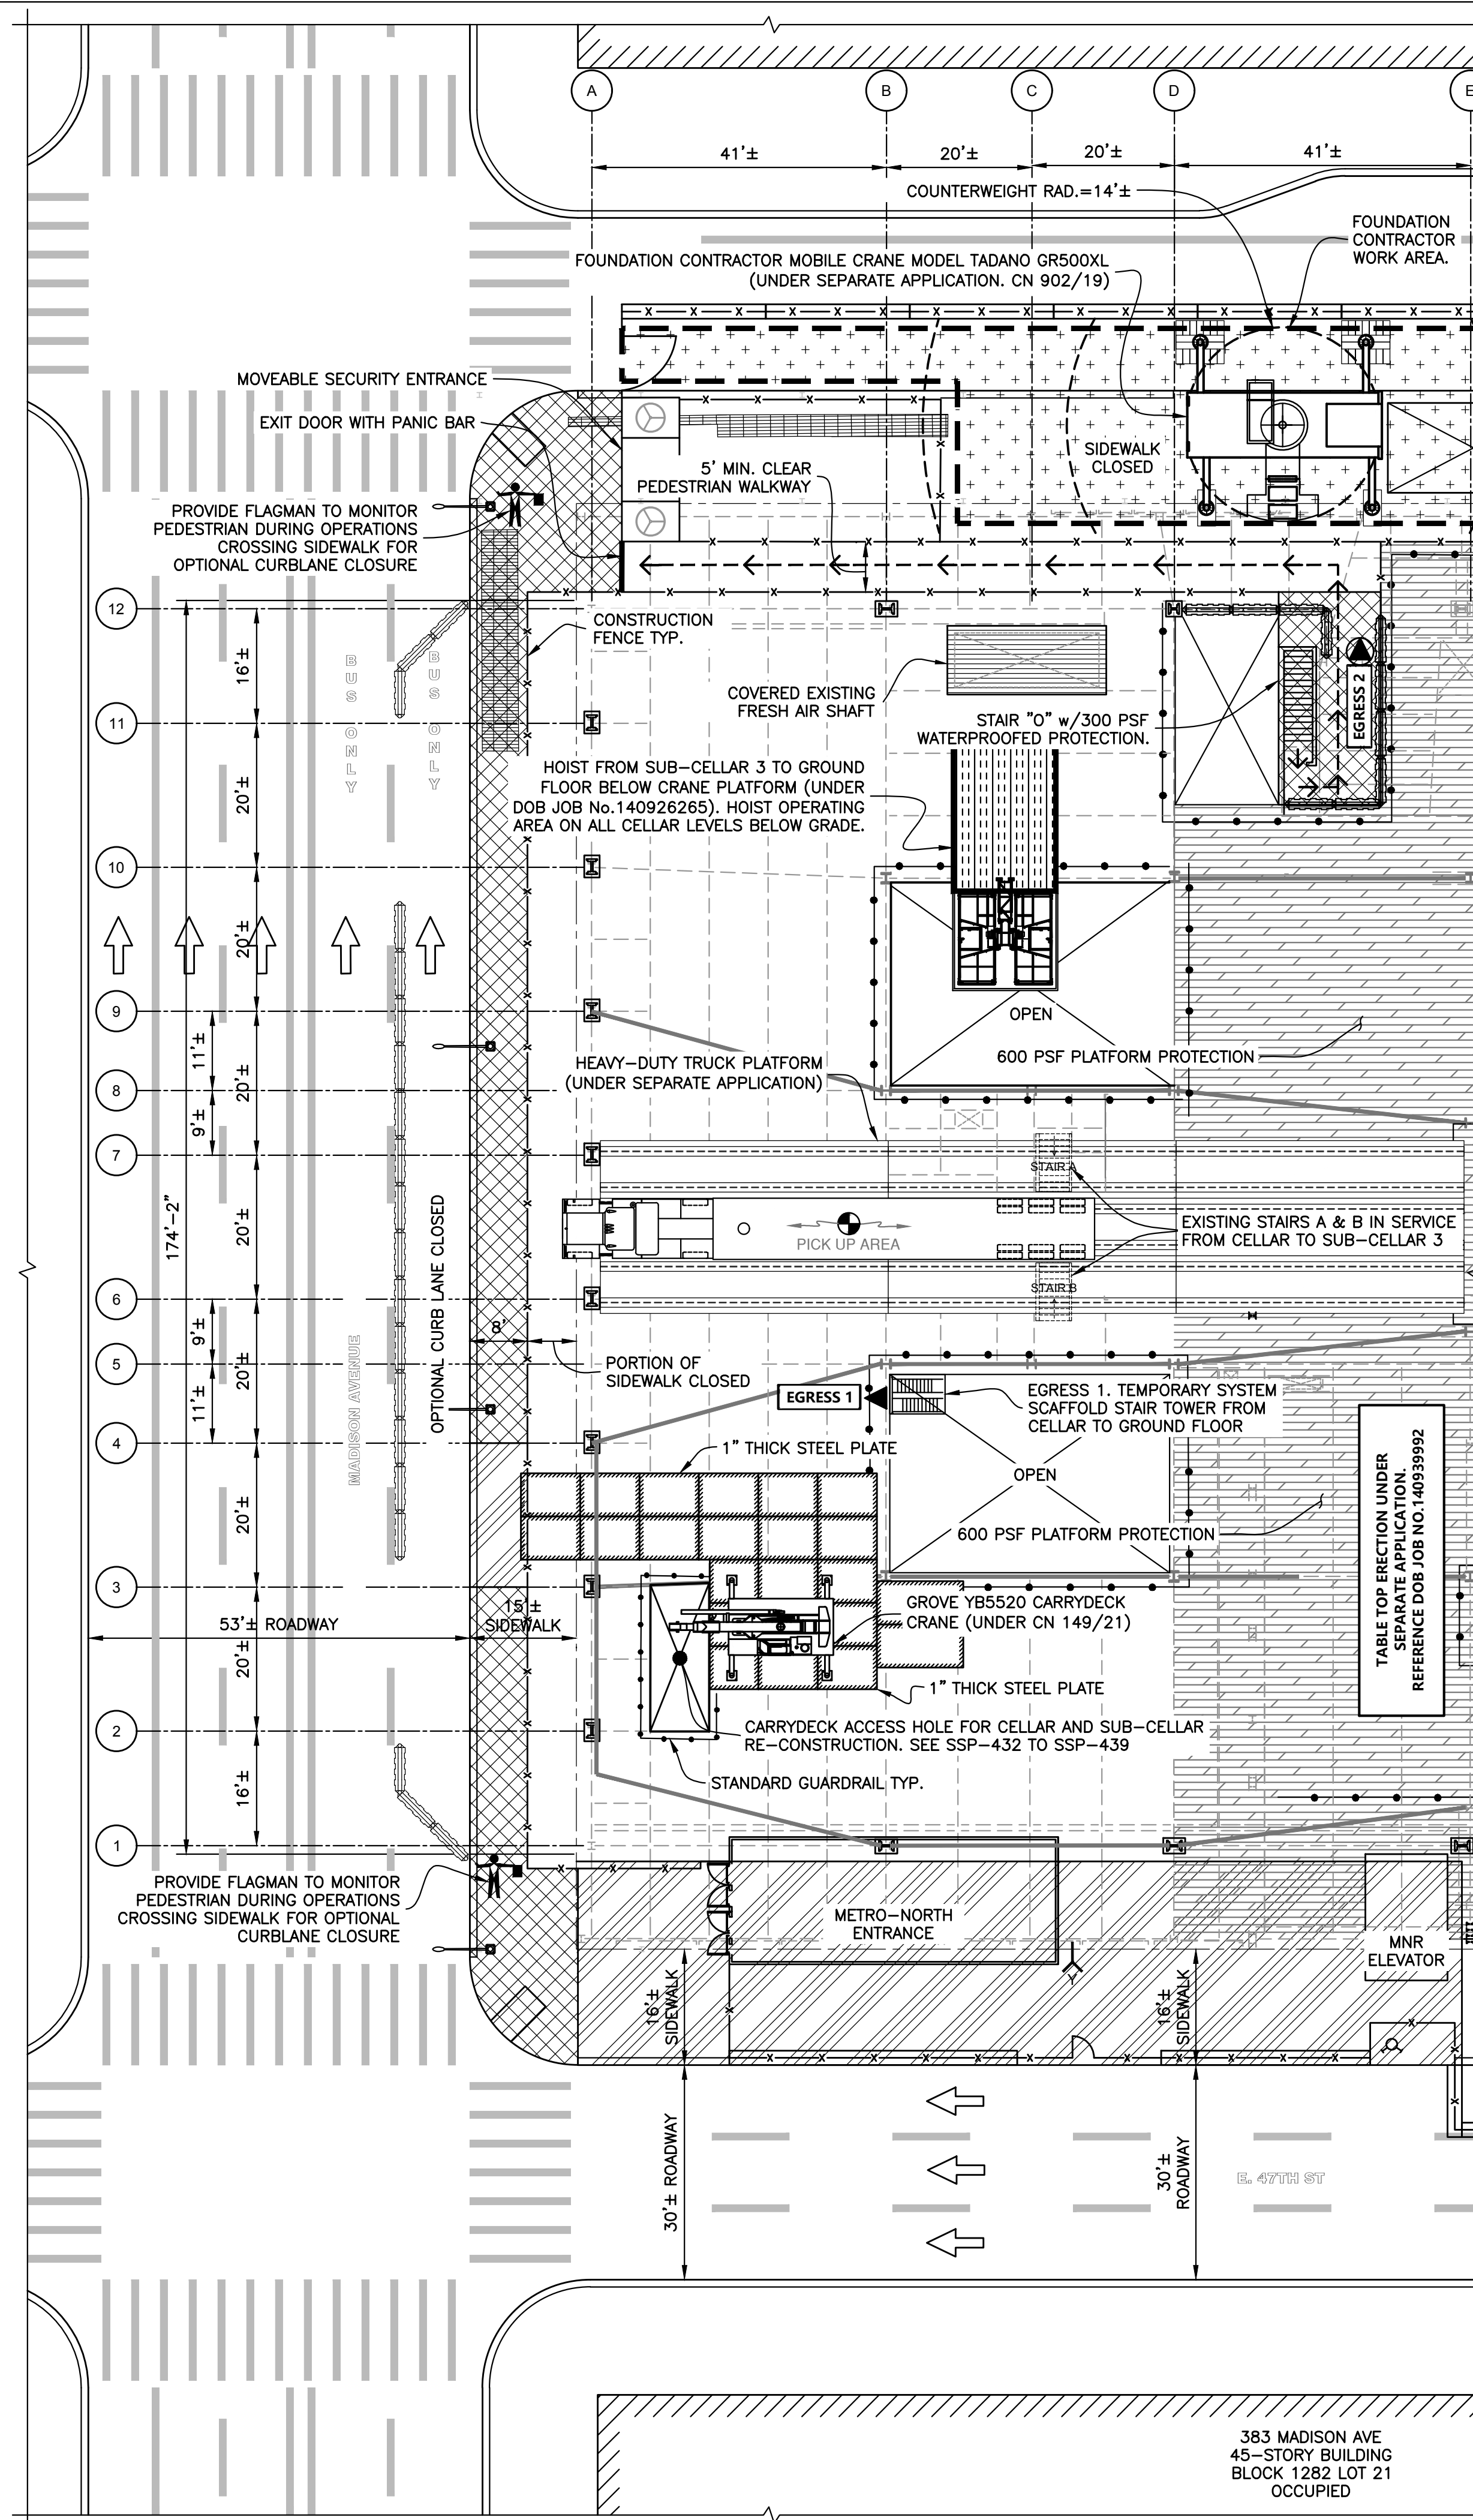 A
B
C
D
E
41'±
20'±
20'±
41'±
COUNTERWEIGHT RAD.=14'±
FOUNDATION
CONTRACTOR
WORK AREA.
FOUNDATION CONTRACTOR MOBILE CRANE MODEL TADANO GR500XL
(UNDER SEPARATE APPLICATION. CN 902/19)
MOVEABLE SECURITY ENTRANCE
EXIT DOOR WITH PANIC BAR
SIDEWALK
CLOSED
5' MIN. CLEAR
PEDESTRIAN WALKWAY
PROVIDE FLAGMAN TO MONITOR
PEDESTRIAN DURING OPERATIONS
CROSSING SIDEWALK FOR
OPTIONAL CURBLANE CLOSURE
12
CONSTRUCTION
FENCE TYP.
16'±
BUS ONLY
BUS ONLY
EGRESS 2
COVERED EXISTING
FRESH AIR SHAFT
11
STAIR "O" w/300 PSF
WATERPROOFED PROTECTION.
HOIST FROM SUB-CELLAR 3 TO GROUND
FLOOR BELOW CRANE PLATFORM (UNDER
DOB JOB No.140926265). HOIST OPERATING
AREA ON ALL CELLAR LEVELS BELOW GRADE.
20'±
10
20'±
9
OPEN
11'±
600 PSF PLATFORM PROTECTION
HEAVY-DUTY TRUCK PLATFORM
(UNDER SEPARATE APPLICATION)
20'±
8
9'±
7
STAIR A
174'-2"
20'±
OPTIONAL CURB LANE CLOSED
EXISTING STAIRS A & B IN SERVICE
FROM CELLAR TO SUB-CELLAR 3
PICK UP AREA
STAIR B
6
9'±
8'
20'±
5
PORTION OF
SIDEWALK CLOSED
MADISON AVENUE
11'±
EGRESS 1
EGRESS 1. TEMPORARY SYSTEM
SCAFFOLD STAIR TOWER FROM
CELLAR TO GROUND FLOOR
4
1" THICK STEEL PLATE
OPEN
20'±
600 PSF PLATFORM PROTECTION
TABLE TOP ERECTION UNDER
SEPARATE APPLICATION.
REFERENCE DOB JOB NO.140939992
3
53'± ROADWAY
15'±
SIDEWALK
GROVE YB5520 CARRYDECK
CRANE (UNDER CN 149/21)
20'±
1" THICK STEEL PLATE
2
CARRYDECK ACCESS HOLE FOR CELLAR AND SUB-CELLAR
RE-CONSTRUCTION. SEE SSP-432 TO SSP-439
STANDARD GUARDRAIL TYP.
16'±
1
PROVIDE FLAGMAN TO MONITOR
PEDESTRIAN DURING OPERATIONS
CROSSING SIDEWALK FOR OPTIONAL
CURBLANE CLOSURE
METRO-NORTH
ENTRANCE
MNR
ELEVATOR
16'±
SIDEWALK
16'±
SIDEWALK
30'± ROADWAY
30'±
ROADWAY
E. 47TH ST
383 MADISON AVE
45-STORY BUILDING
BLOCK 1282 LOT 21
OCCUPIED